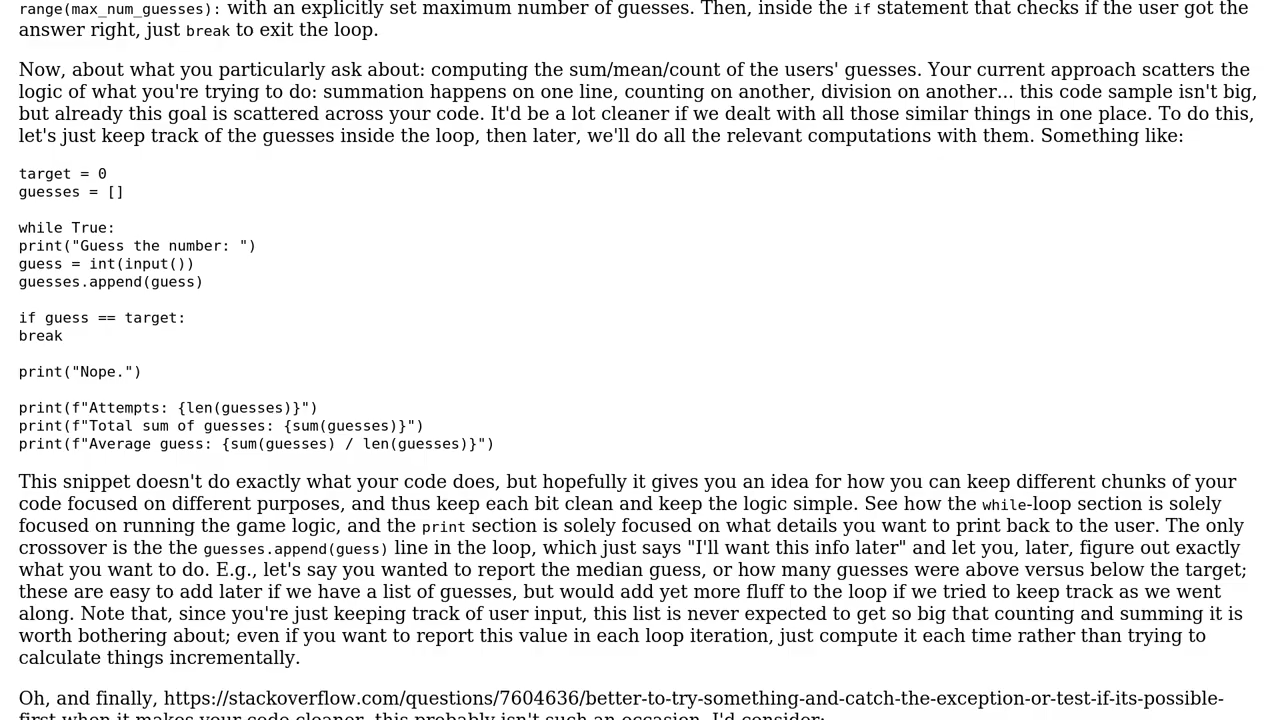 range(max_num_guesses): with an explicitly set maximum number of guesses. Then, inside the if statement that checks if the user got the
answer right, just break to exit the loop.
Now, about what you particularly ask about: computing the sum/mean/count of the users' guesses. Your current approach scatters the
logic of what you're trying to do: summation happens on one line, counting on another, division on another... this code sample isn't big,
but already this goal is scattered across your code. It'd be a lot cleaner if we dealt with all those similar things in one place. To do this,
let's just keep track of the guesses inside the loop, then later, we'll do all the relevant computations with them. Something like:
target = 0
guesses = []
while True:
print("Guess the number: ")
guess = int(input())
guesses.append(guess)
if guess == target:
break
print("Nope.")
print(f"Attempts: {len(guesses)}")
print(f"Total sum of guesses: {sum(guesses)}")
print(f"Average guess: {sum(guesses) / len(guesses)}")
This snippet doesn't do exactly what your code does, but hopefully it gives you an idea for how you can keep different chunks of your
code focused on different purposes, and thus keep each bit clean and keep the logic simple. See how the while-loop section is solely
focused on running the game logic, and the print section is solely focused on what details you want to print back to the user. The only
crossover is the the guesses.append(guess) line in the loop, which just says "I'll want this info later" and let you, later, figure out exactly
what you want to do. E.g., let's say you wanted to report the median guess, or how many guesses were above versus below the target;
these are easy to add later if we have a list of guesses, but would add yet more fluff to the loop if we tried to keep track as we went
along. Note that, since you're just keeping track of user input, this list is never expected to get so big that counting and summing it is
worth bothering about; even if you want to report this value in each loop iteration, just compute it each time rather than trying to
calculate things incrementally.
Oh, and finally, https://stackoverflow.com/questions/7604636/better-to-try-something-and-catch-the-exception-or-test-if-its-possible-
first when it makes your code cleaner, this probably isn't such an occasion. I'd consider: